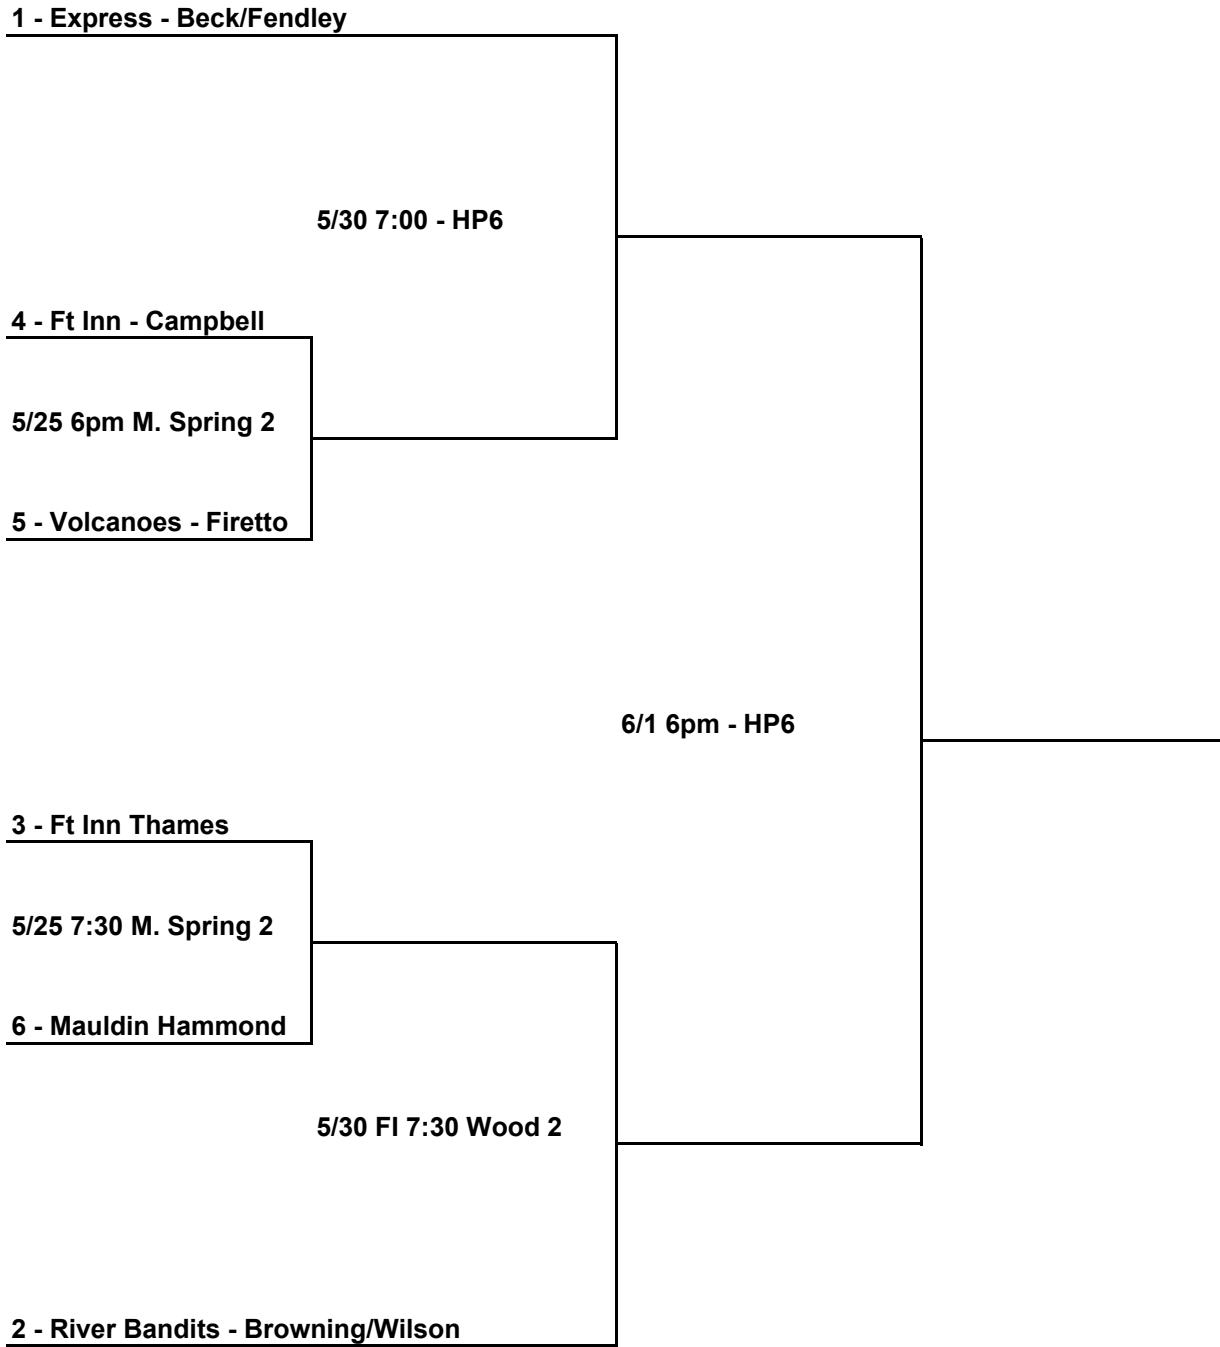 1 - Express - Beck/Fendley
5/30 7:00 - HP6
4 - Ft Inn - Campbell
5/25 6pm M. Spring 2
5 - Volcanoes - Firetto
6/1 6pm - HP6
3 - Ft Inn Thames
5/25 7:30 M. Spring 2
6 - Mauldin Hammond
5/30 FI 7:30 Wood 2
2 - River Bandits - Browning/Wilson